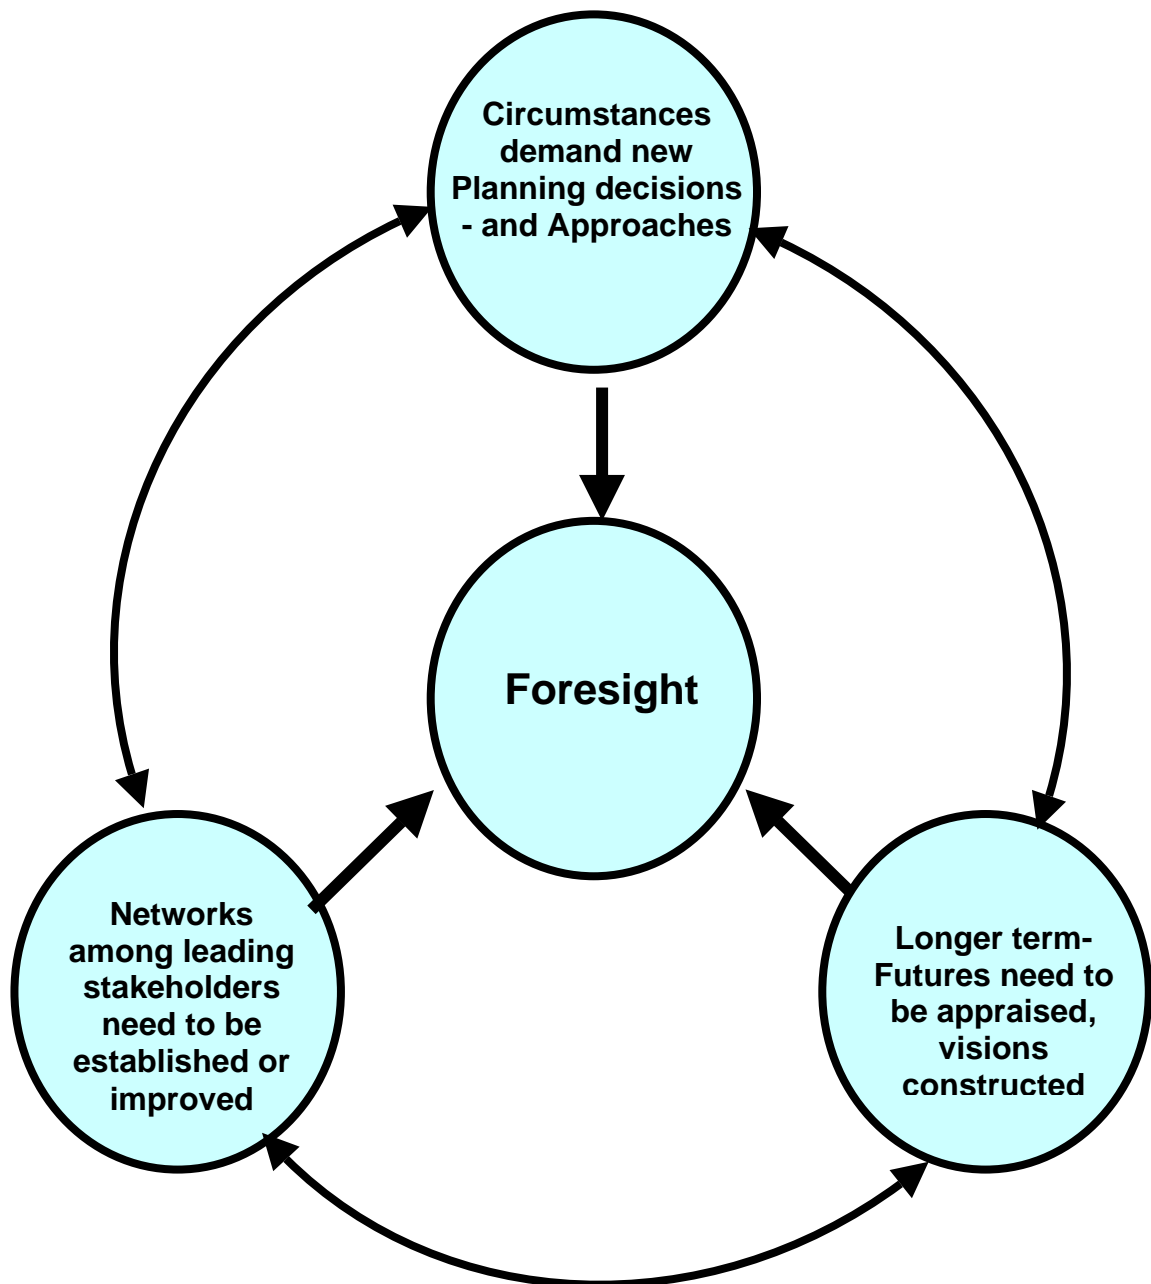 Circumstances
demand new
Planning decisions
- and Approaches
Foresight
Networks
among leading
stakeholders
need to be
established or
improved
Longer term-
Futures need to
be appraised,
visions
constructed